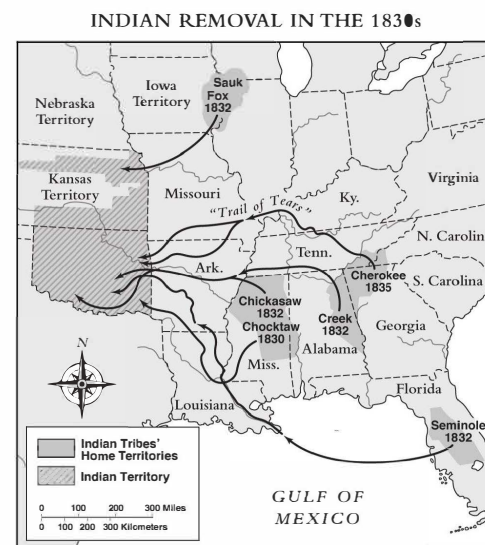 INDIAN REMOVAL IN THE 1830s
Sauk
Fox
1832
Iowa
Territory
Nebraska
Territory
Kansas
Territory
Missouri
"Trail of Tears"
Ky.
Virginia
N. Carolin
Tenn.
Ark.
Cherokee
1835
S. Carolina
Chickasaw
1832
Chocktaw
1830
Creek
1832
Georgia
Alabama
Miss.
N
Louisiana
Florida
Seminole
1832
Indian Tribes'
Home Territories
Indian Territory
0 100 200 300 Miles
0 100 200 300 Kilometers
GULF OF
MEXICO